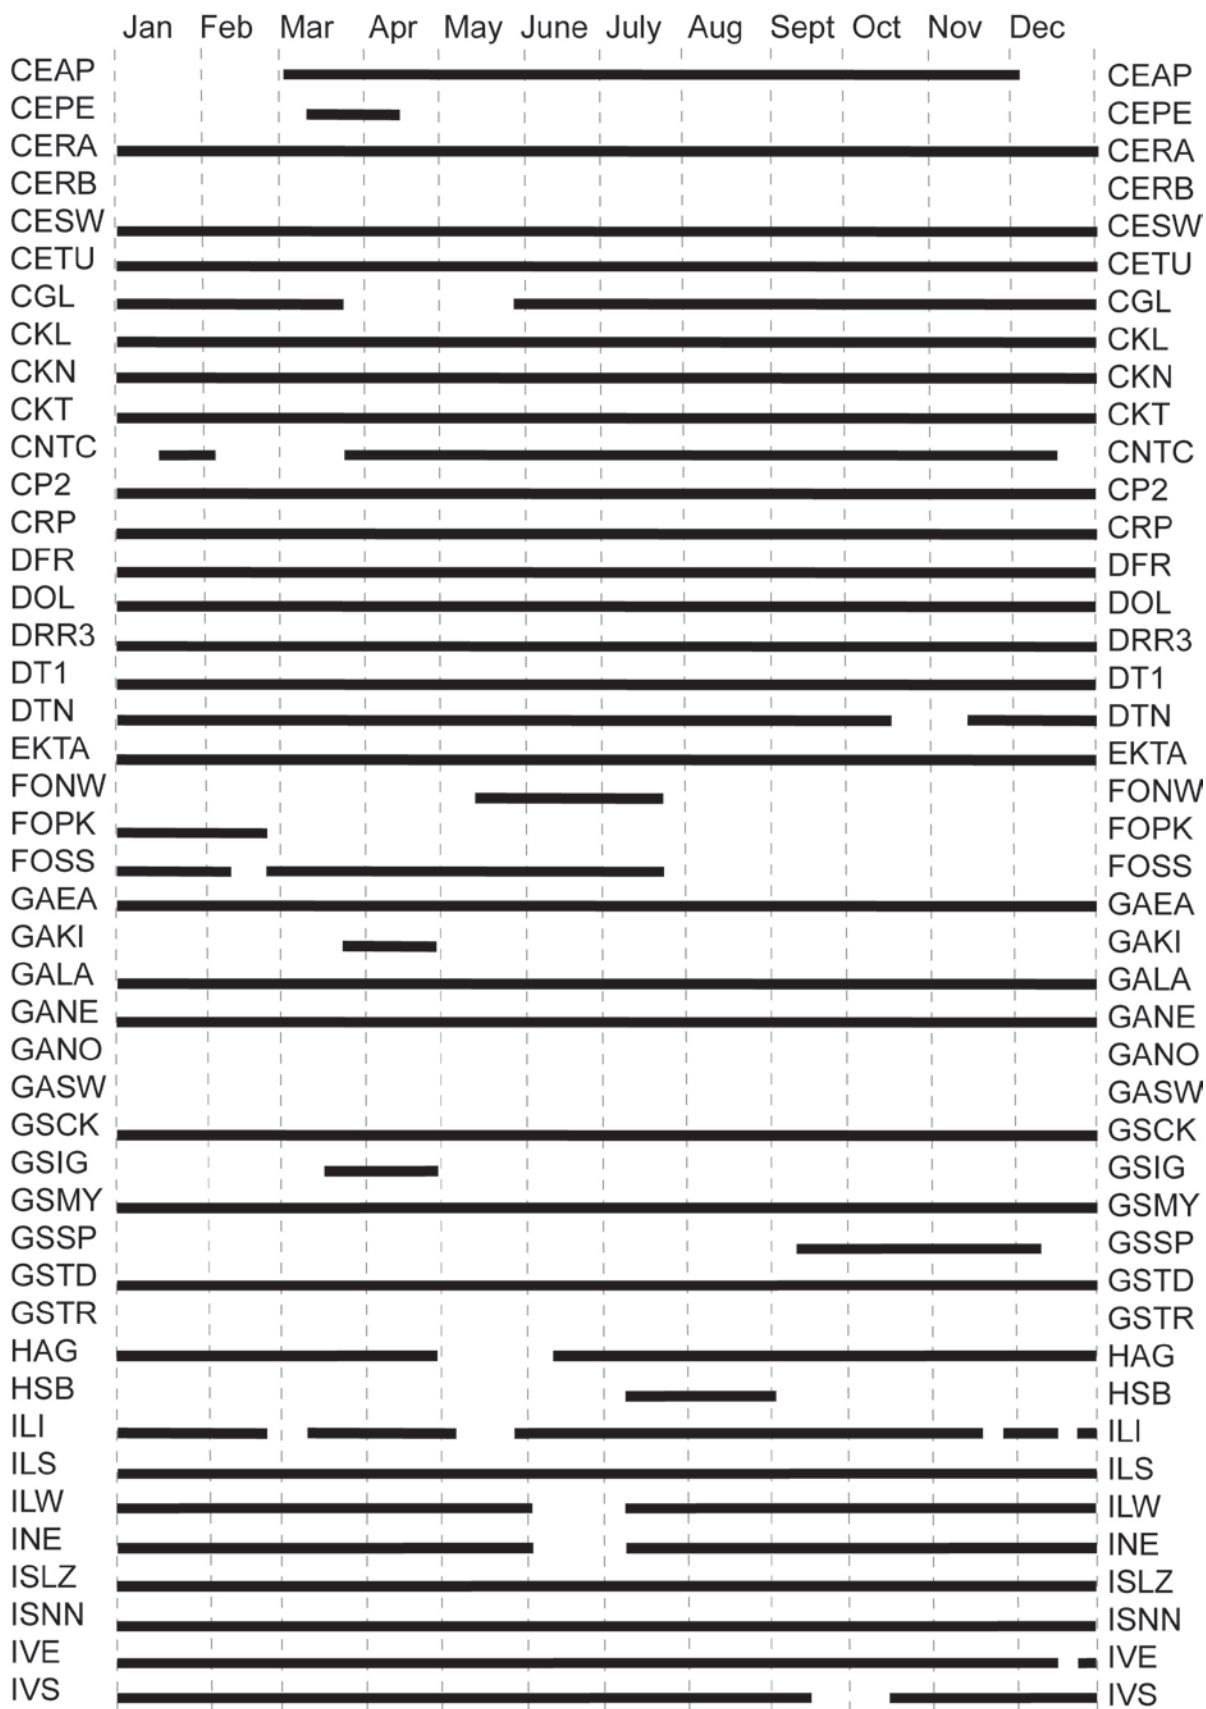 Jan Feb Mar Apr May June July Aug Sept Oct Nov Dec
CEAP CEAP
CEPE CEPE
CERA CERA
CERB CERB
CESW CESW
CETU CETU
CGL CGL
CKL CKL
CKN CKN
CKT CKT
CNTC CNTC
CP2 CP2
CRP CRP
DFR DFR
DOL DOL
DRR3 DRR3
DT1 DT1
DTN DTN
EKTA EKTA
FONW FONW
FOPK FOPK
FOSS FOSS
GAEA GAEA
GAKI GAKI
GALA GALA
GANE GANE
GANO GANO
GASW GASW
GSCK GSCK
GSIG GSIG
GSMY GSMY
GSSP GSSP
GSTD GSTD
GSTR GSTR
HAG HAG
HSB HSB
ILI ILI
ILS ILS
ILW ILW
INE INE
ISLZ ISLZ
ISNN ISNN
IVE IVE
IVS IVS